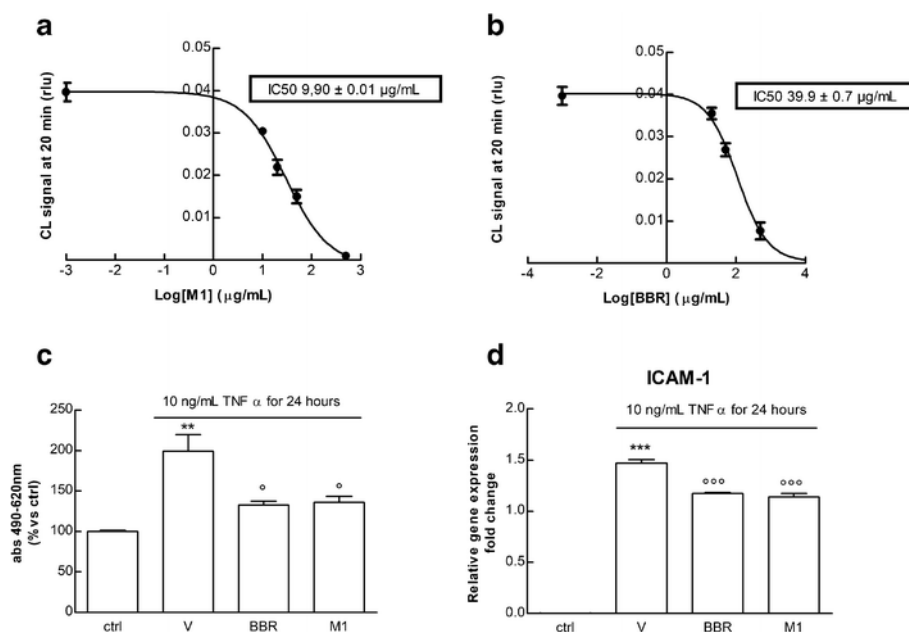 a
CL signal at 20 min (rlu)
0.05
0.04
0.03
0.02
0.01
-3
-2
-1
0
1
2
3
IC50 9,90 ± 0.01 µg/mL
Log[M1] (µg/mL)
b
CL signal at 20 min (rlu)
0.05
0.04
0.03
0.02
0.01
-4
-2
0
2
4
IC50 39.9 ± 0.7 µg/mL
Log[BBR] (µg/mL)
c
10 ng/mL TNF α for 24 hours
abs 490-620nm
(% vs ctrl)
250
200
150
100
50
0
**
°
°
ctrl
V
BBR
M1
d
ICAM-1
10 ng/mL TNF α for 24 hours
Relative gene expression
fold change
2.0
1.5
1.0
0.5
0.0
***
°°°
°°°
ctrl
V
BBR
M1